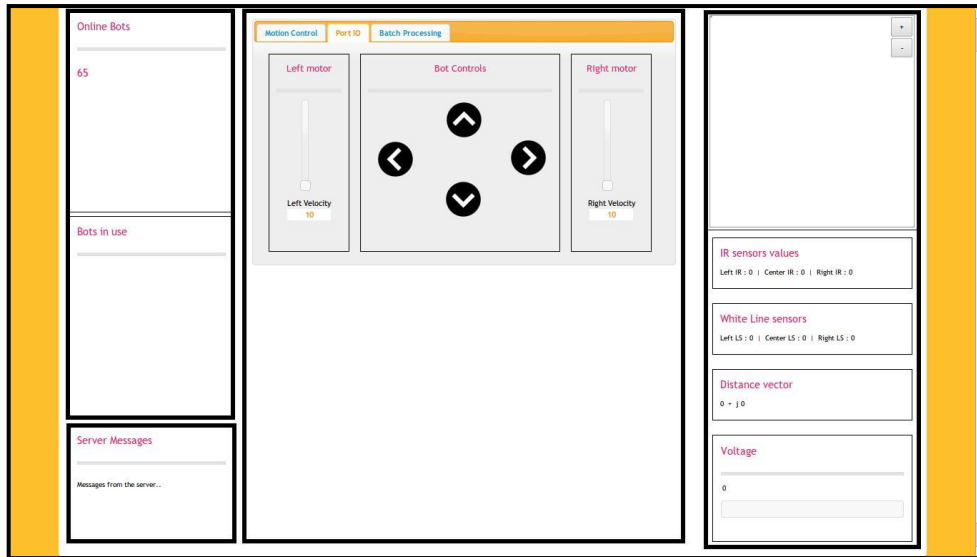 Online Bots
65
Bots in use
Server Messages
Messages from the server..
Motion Control Port IO Batch Processing
Left motor
Left Velocity
10
Bot Controls
Right motor
Right Velocity
10
+
-
IR sensors values
Left IR : 0 | Center IR : 0 | Right IR : 0
White Line sensors
Left LS : 0 | Center LS : 0 | Right LS : 0
Distance vector
0 + j 0
Voltage
0